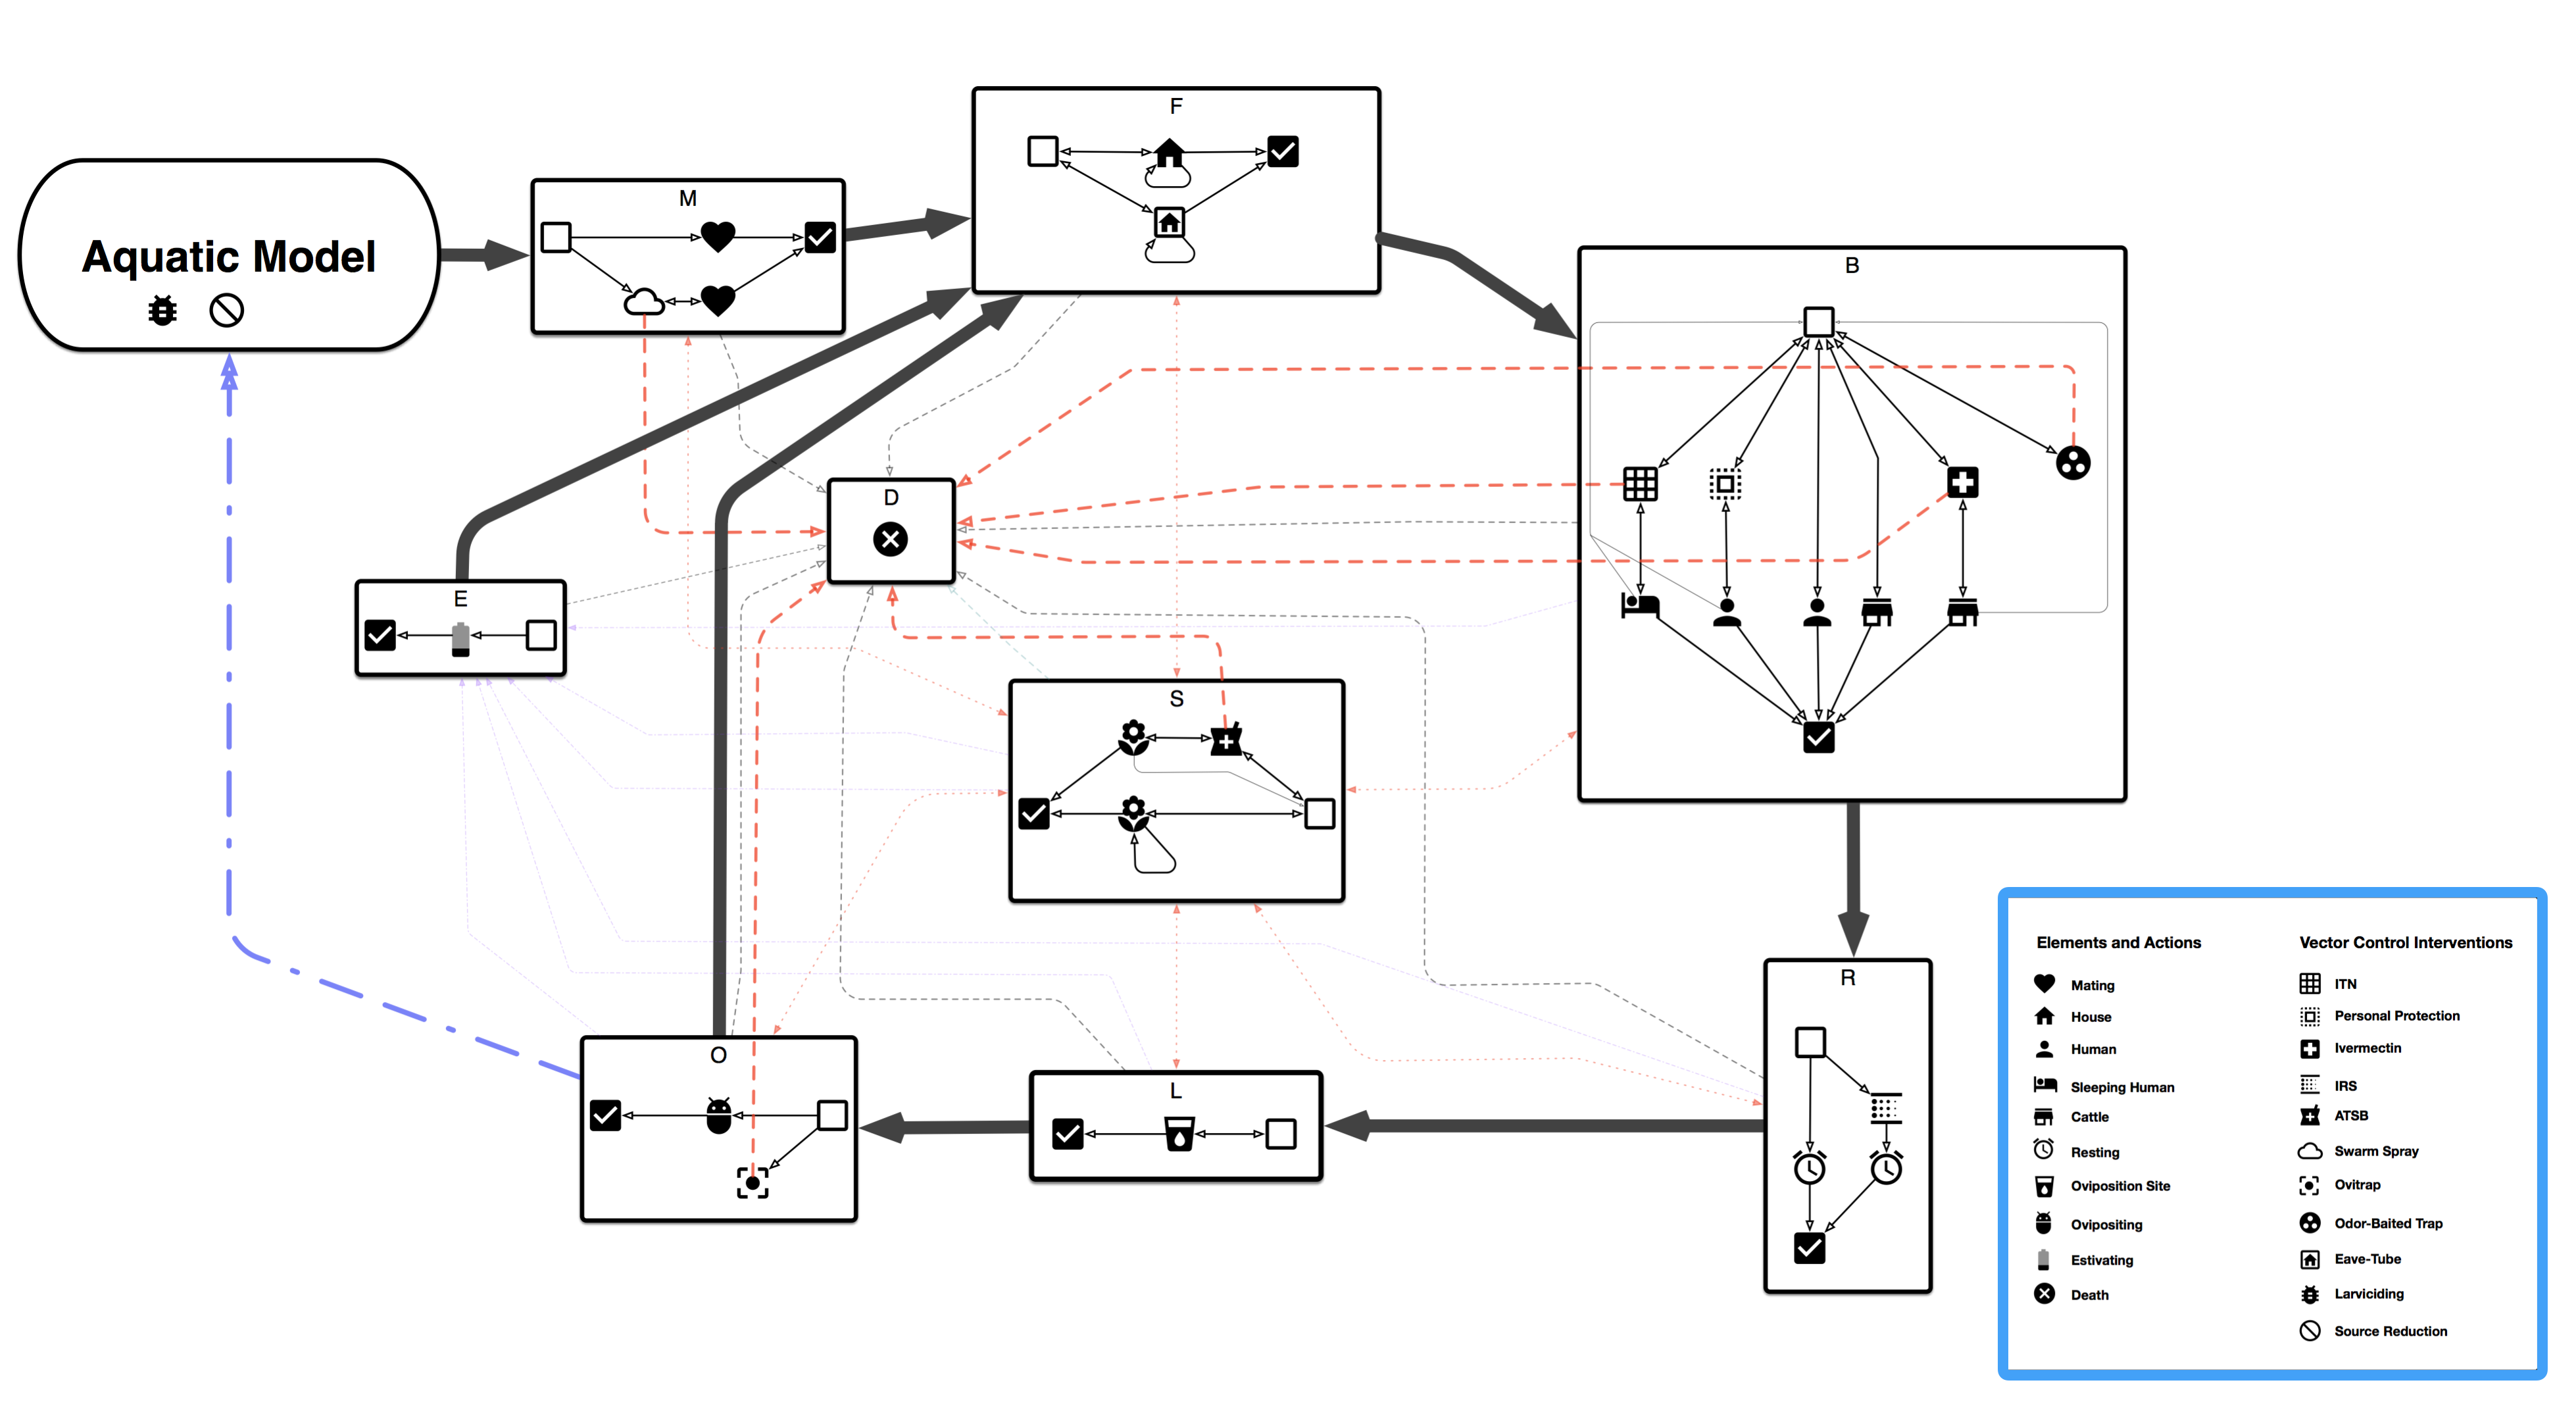 Aquatic Model
M
F
B
D
E
S
O
L
R
Elements and Actions
Mating
House
Human
Sleeping Human
Cattle
Resting
Oviposition Site
Ovipositing
Estivating
Death
Vector Control Interventions
ITN
Personal Protection
Ivermectin
IRS
ATSB
Swarm Spray
Ovitrap
Odor-Baited Trap
Eave-Tube
Larviciding
Source Reduction